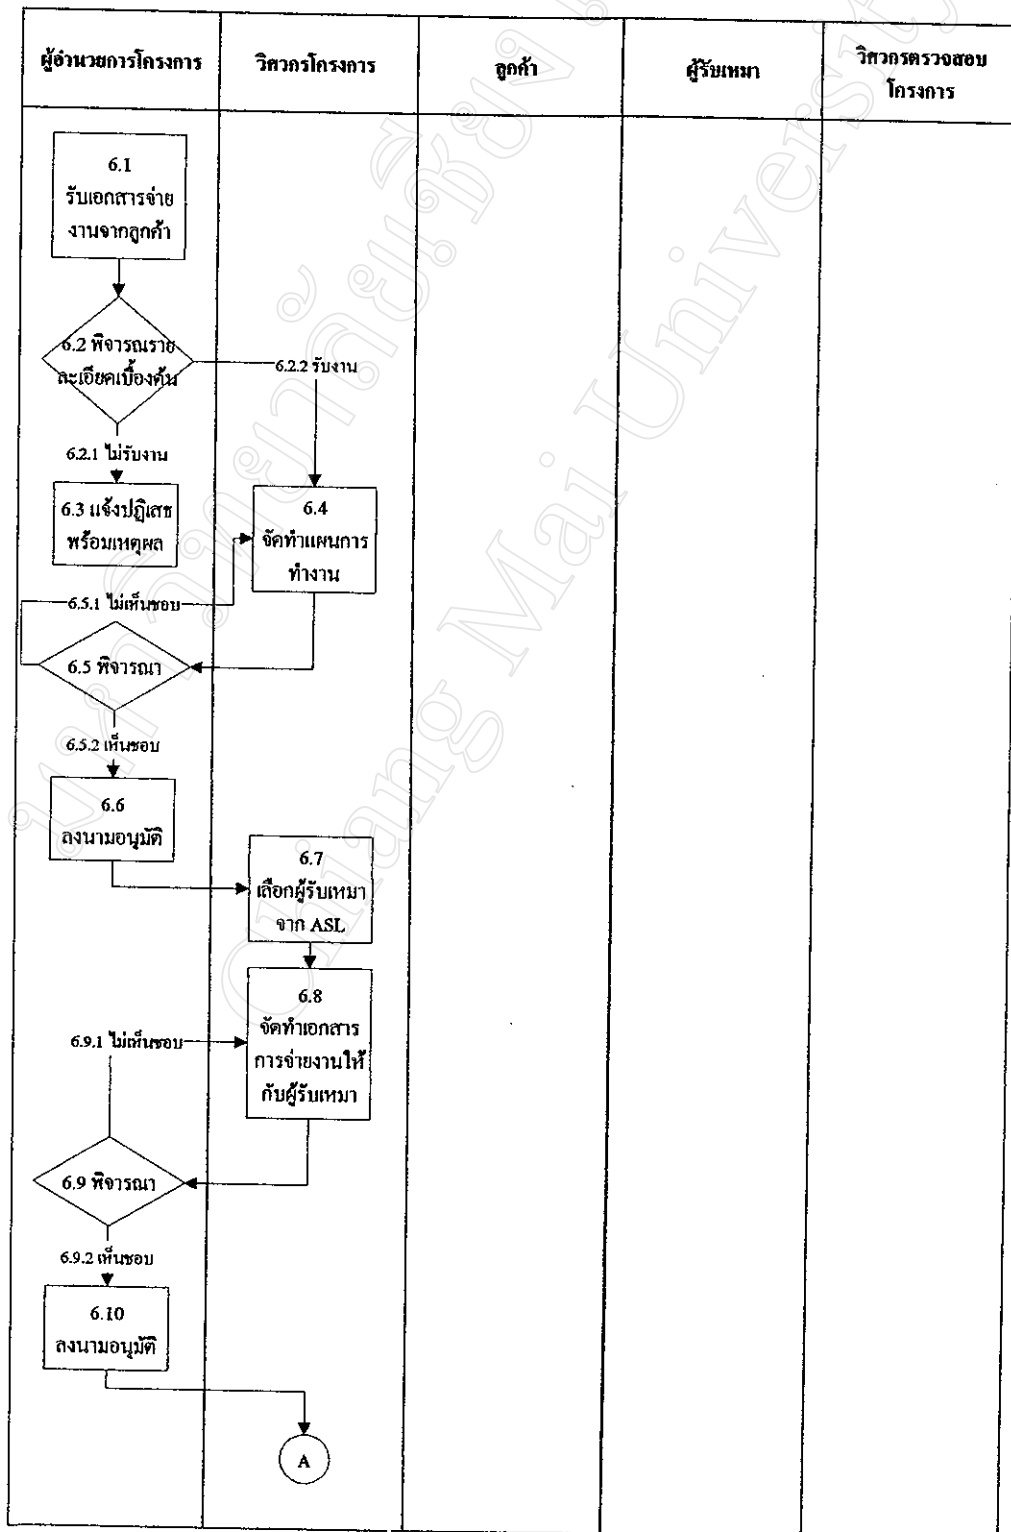 ผู้อำนวยการโครงการ
วิศวกรโครงการ
ลูกค้า
ผู้รับเหมา
วิศวกรตรวจสอบ
โครงการ
6.1
รับเอกสารจ่าย
งานจากลูกค้า
6.2 พิจารณราย
ละเอียดเบื้องต้น
6.2.2 รับงาน
6.2.1 ไม่รับงาน
6.3 แจ้งปฏิเสธ
พร้อมเหตุผล
6.4
จัดทำแผนการ
ทำงาน
6.5.1 ไม่เห็นชอบ
6.5 พิจารณา
6.5.2 เห็นชอบ
6.6
ลงนามอนุมัติ
6.7
เลือกผู้รับเหมา
จาก ASL
6.8
จัดทำเอกสาร
การจ่ายงานให้
กับผู้รับเหมา
6.9.1 ไม่เห็นชอบ
6.9 พิจารณา
6.9.2 เห็นชอบ
6.10
ลงนามอนุมัติ
A
Chiang Mai University